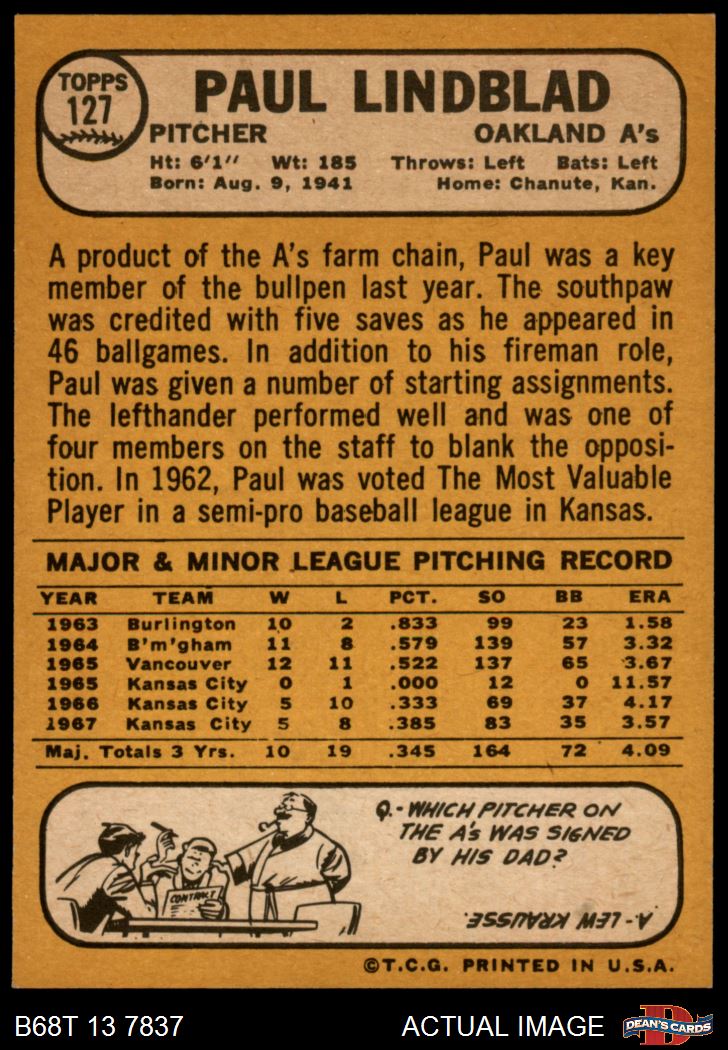 TOPPS
127
PAUL LINDBLAD
PITCHER OAKLAND A's
Ht: 6'1" Wt: 185 Throws: Left Bats: Left
Born: Aug. 9, 1941 Home: Chanute, Kan.
A product of the A's farm chain, Paul was a key
member of the bullpen last year. The southpaw
was credited with five saves as he appeared in
46 ballgames. In addition to his fireman role,
Paul was given a number of starting assignments.
The lefthander performed well and was one of
four members on the staff to blank the opposi-
tion. In 1962, Paul was voted The Most Valuable
Player in a semi-pro baseball league in Kansas.
MAJOR & MINOR LEAGUE PITCHING RECORD
YEAR TEAM W L PCT. SO BB ERA
1963 Burlington 10 2 .833 99 23 1.58
1964 B'm'gham 11 8 .579 139 57 3.32
1965 Vancouver 12 11 .522 137 65 3.67
1965 Kansas City 0 1 .000 12 0 11.57
1966 Kansas City 5 10 .333 69 37 4.17
1967 Kansas City 5 8 .385 83 35 3.57
Maj. Totals 3 Yrs. 10 19 .345 164 72 4.09
CONTRACT
Q.- WHICH PITCHER ON
THE A's WAS SIGNED
BY HIS DAD?
A.- LEW KRAUSSE.
©T.C.G. PRINTED IN U.S.A.
B68T 13 7837 ACTUAL IMAGE
D
DEAN'S CARDS